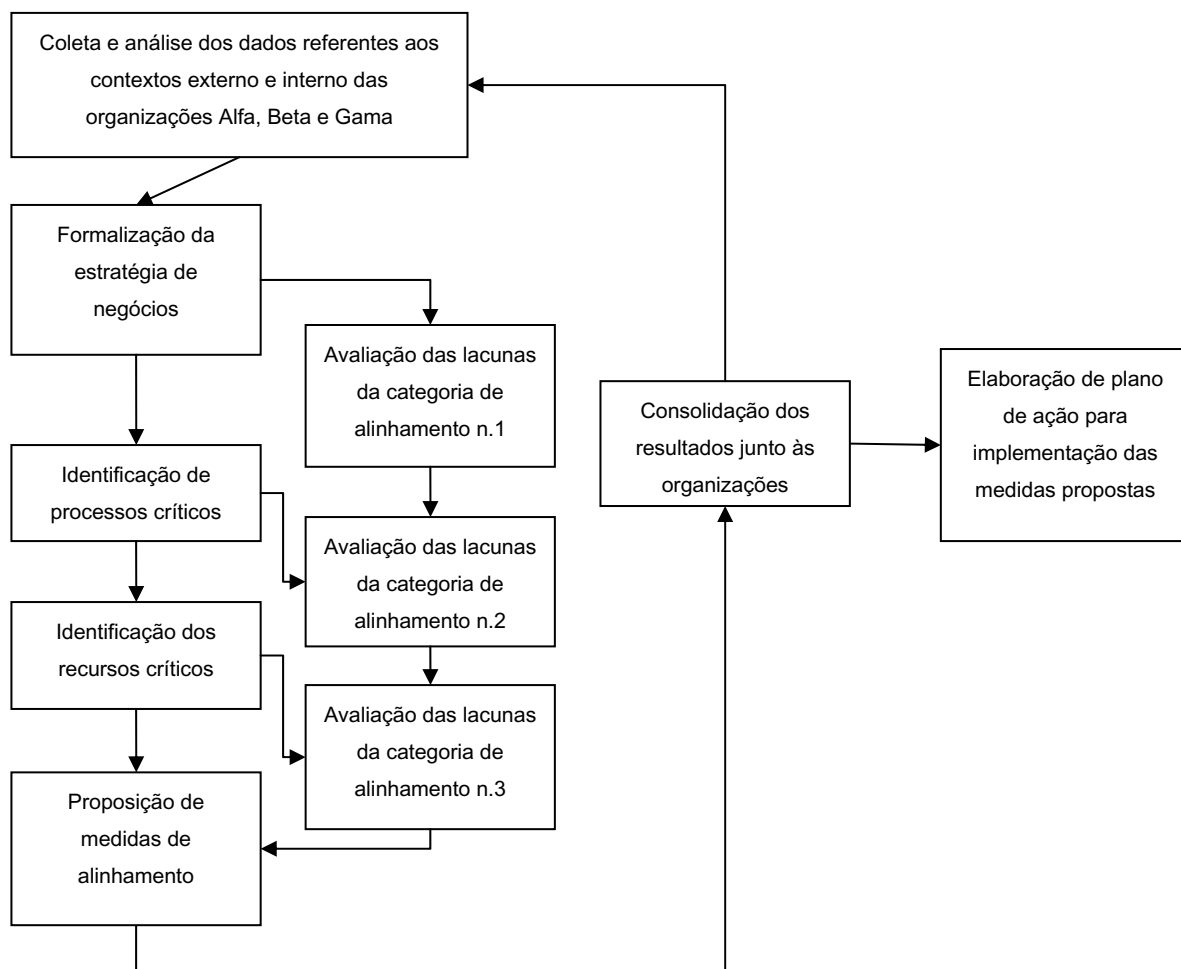 Coleta e análise dos dados referentes aos
contextos externo e interno das
organizações Alfa, Beta e Gama
Formalização da
estratégia de
negócios
Avaliação das lacunas
da categoria de
alinhamento n.1
Identificação de
processos críticos
Avaliação das lacunas
da categoria de
alinhamento n.2
Identificação dos
recursos críticos
Avaliação das lacunas
da categoria de
alinhamento n.3
Proposição de
medidas de
alinhamento
Consolidação dos
resultados junto às
organizações
Elaboração de plano
de ação para
implementação das
medidas propostas